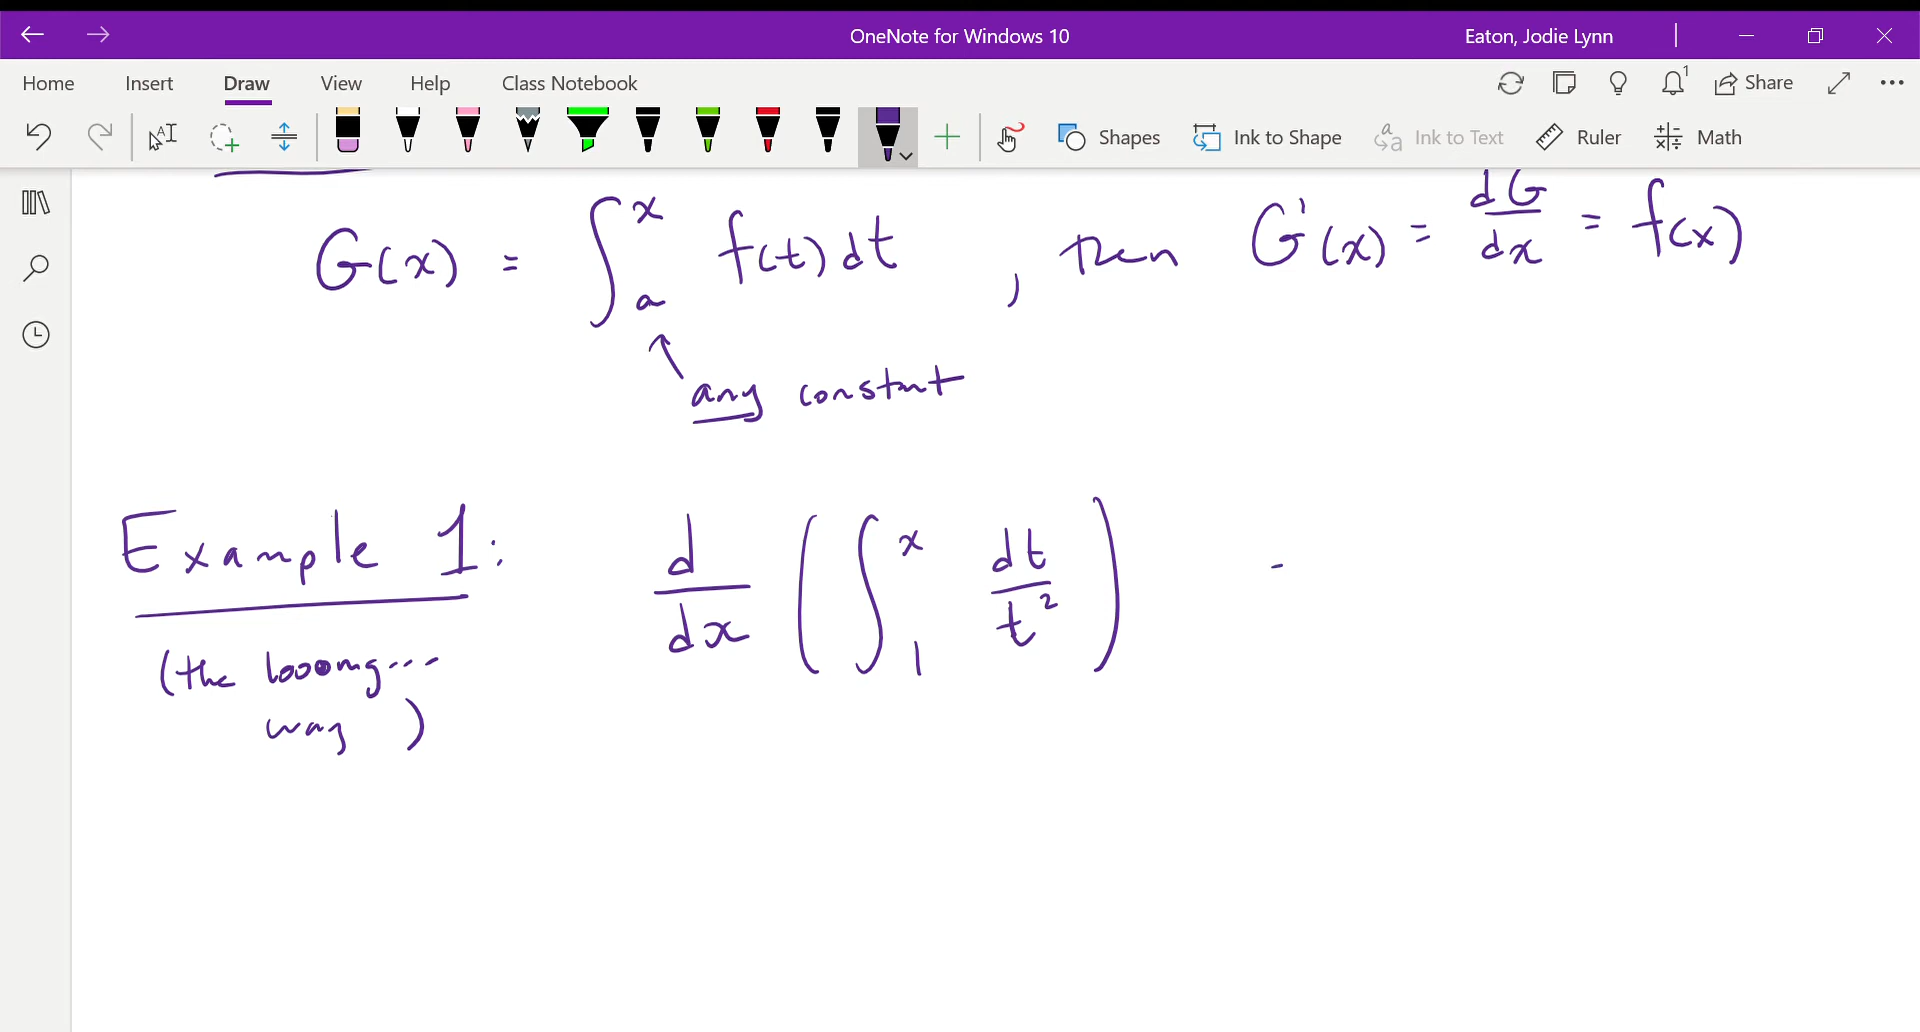 OneNote for Windows 10
Eaton, Jodie Lynn
Home Insert Draw View Help Class Notebook
1 Share
Shapes Ink to Shape Ink to Text Ruler Math
G(x) = ∫ₐˣ f(t) dt , then G'(x) = dG/dx = f(x)
any constant
Example 1: d/dx ( ∫₁ˣ dt/t² ) -
(the looong...
way )